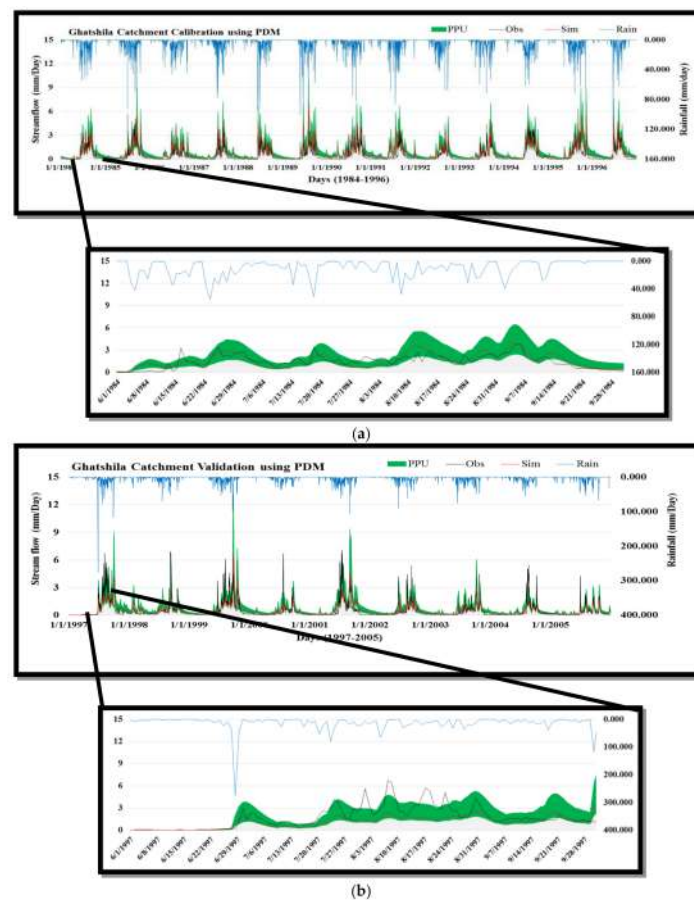 Ghatshila Catchment Calibration using PDM
PPU Obs Sim Rain
15 0.000
12 40.000
9 80.000
6 120.000
3
0 160.000
Streamflow (mm/Day)
Rainfall (mm/day)
1/1/1985 1/1/1987 1/1/1988 1/1/1989 1/1/1990 1/1/1991 1/1/1992 1/1/1993 1/1/1994 1/1/1995 1/1/1996
Days (1984-1996)
15 0.000
12 40.000
9 80.000
6
3 120.000
0 160.000
6/1/1984 6/8/1984 6/15/1984 6/22/1984 6/29/1984 7/6/1984 7/13/1984 7/20/1984 7/27/1984 8/3/1984 8/10/1984 8/17/1984 8/24/1984 8/31/1984 9/7/1984 9/14/1984 9/21/1984 9/28/1984
(a)
Ghatshila Catchment Validation using PDM
PPU Obs Sim Rain
15 0.000
12 100.000
9 200.000
6
3 300.000
0 400.000
Stream flow (mm/Day)
Rainfall (mm/Day)
1/1/1997 1/1/1998 1/1/1999 1/1/2001 1/1/2002 1/1/2003 1/1/2004 1/1/2005
Days (1997-2005)
15 0.000
12 100.000
9 200.000
6
3 300.000
0 400.000
6/1/1997 6/8/1997 6/15/1997 6/22/1997 6/29/1997 7/6/1997 7/13/1997 7/20/1997 7/27/1997 8/3/1997 8/10/1997 8/17/1997 8/24/1997 8/31/1997 9/7/1997 9/14/1997 9/21/1997 9/28/1997
(b)